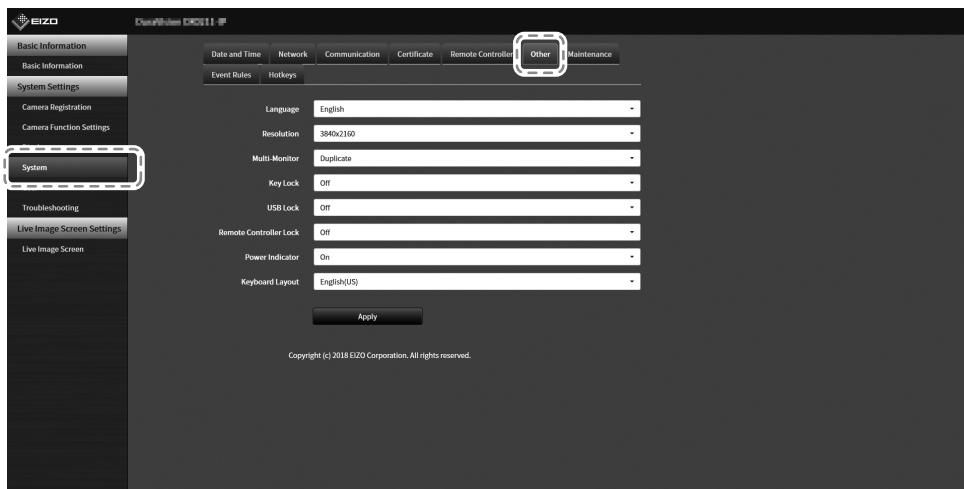 EIZO
Basic Information
Basic Information
System Settings
Camera Registration
Camera Function Settings
System
Troubleshooting
Live Image Screen Settings
Live Image Screen
Date and Time Network Communication Certificate Remote Controller Other Maintenance
Event Rules Hotkeys
Language English
Resolution 3840x2160
Multi-Monitor Duplicate
Key Lock Off
USB Lock Off
Remote Controller Lock Off
Power Indicator On
Keyboard Layout English(US)
Apply
Copyright (c) 2018 EIZO Corporation. All rights reserved.